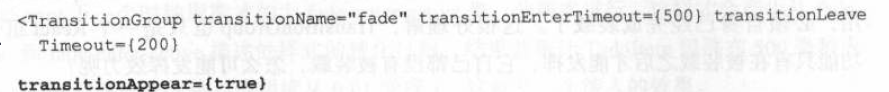 <TransitionGroup transitionName="fade" transitionEnterTimeout={500} transitionLeave
Timeout={200}
transitionAppear={true}